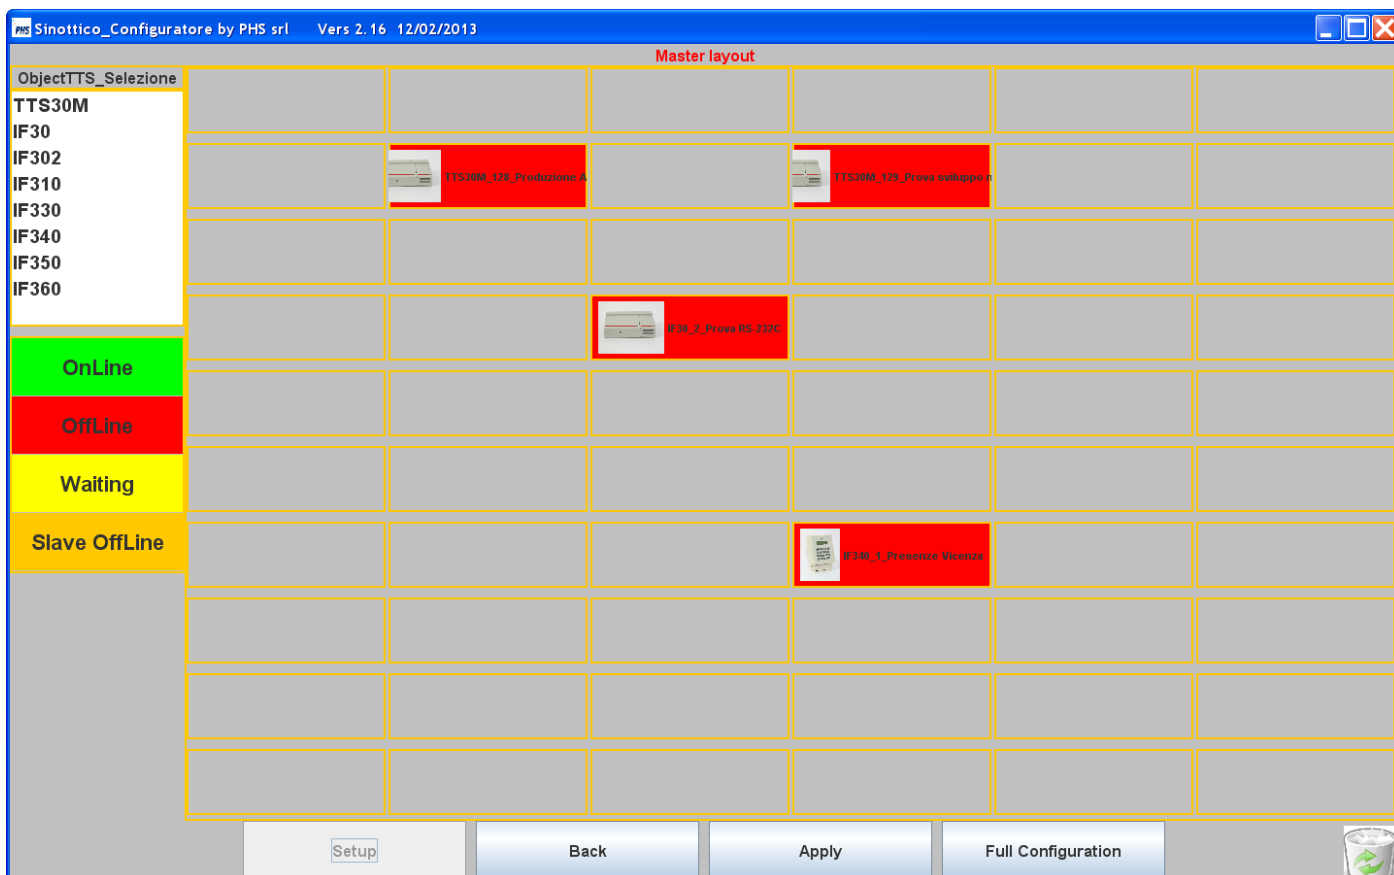 PHS Sinottico_Configuratore by PHS srl Vers 2.16 12/02/2013
Master layout
ObjectTTS_Selezione
TTS30M
IF30
IF302
IF310
IF330
IF340
IF350
IF360
OnLine
OffLine
Waiting
Slave OffLine
TTS30M_128_Produzione A
TTS30M_129_Prova sviluppo n
IF30_2_Prova RS-232C
IF340_1_Presenze Vicenza
Setup
Back
Apply
Full Configuration